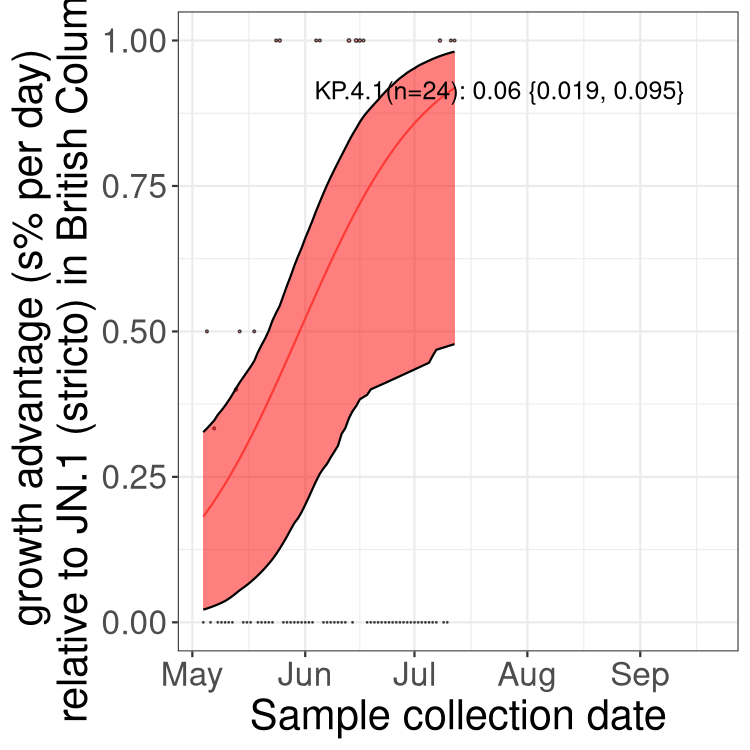 growth advantage (s% per day)
relative to JN.1 (stricto) in British Colum
1.00
0.75
0.50
0.25
0.00
KP.4.1(n=24): 0.06 {0.019, 0.095}
May Jun Jul Aug Sep
Sample collection date